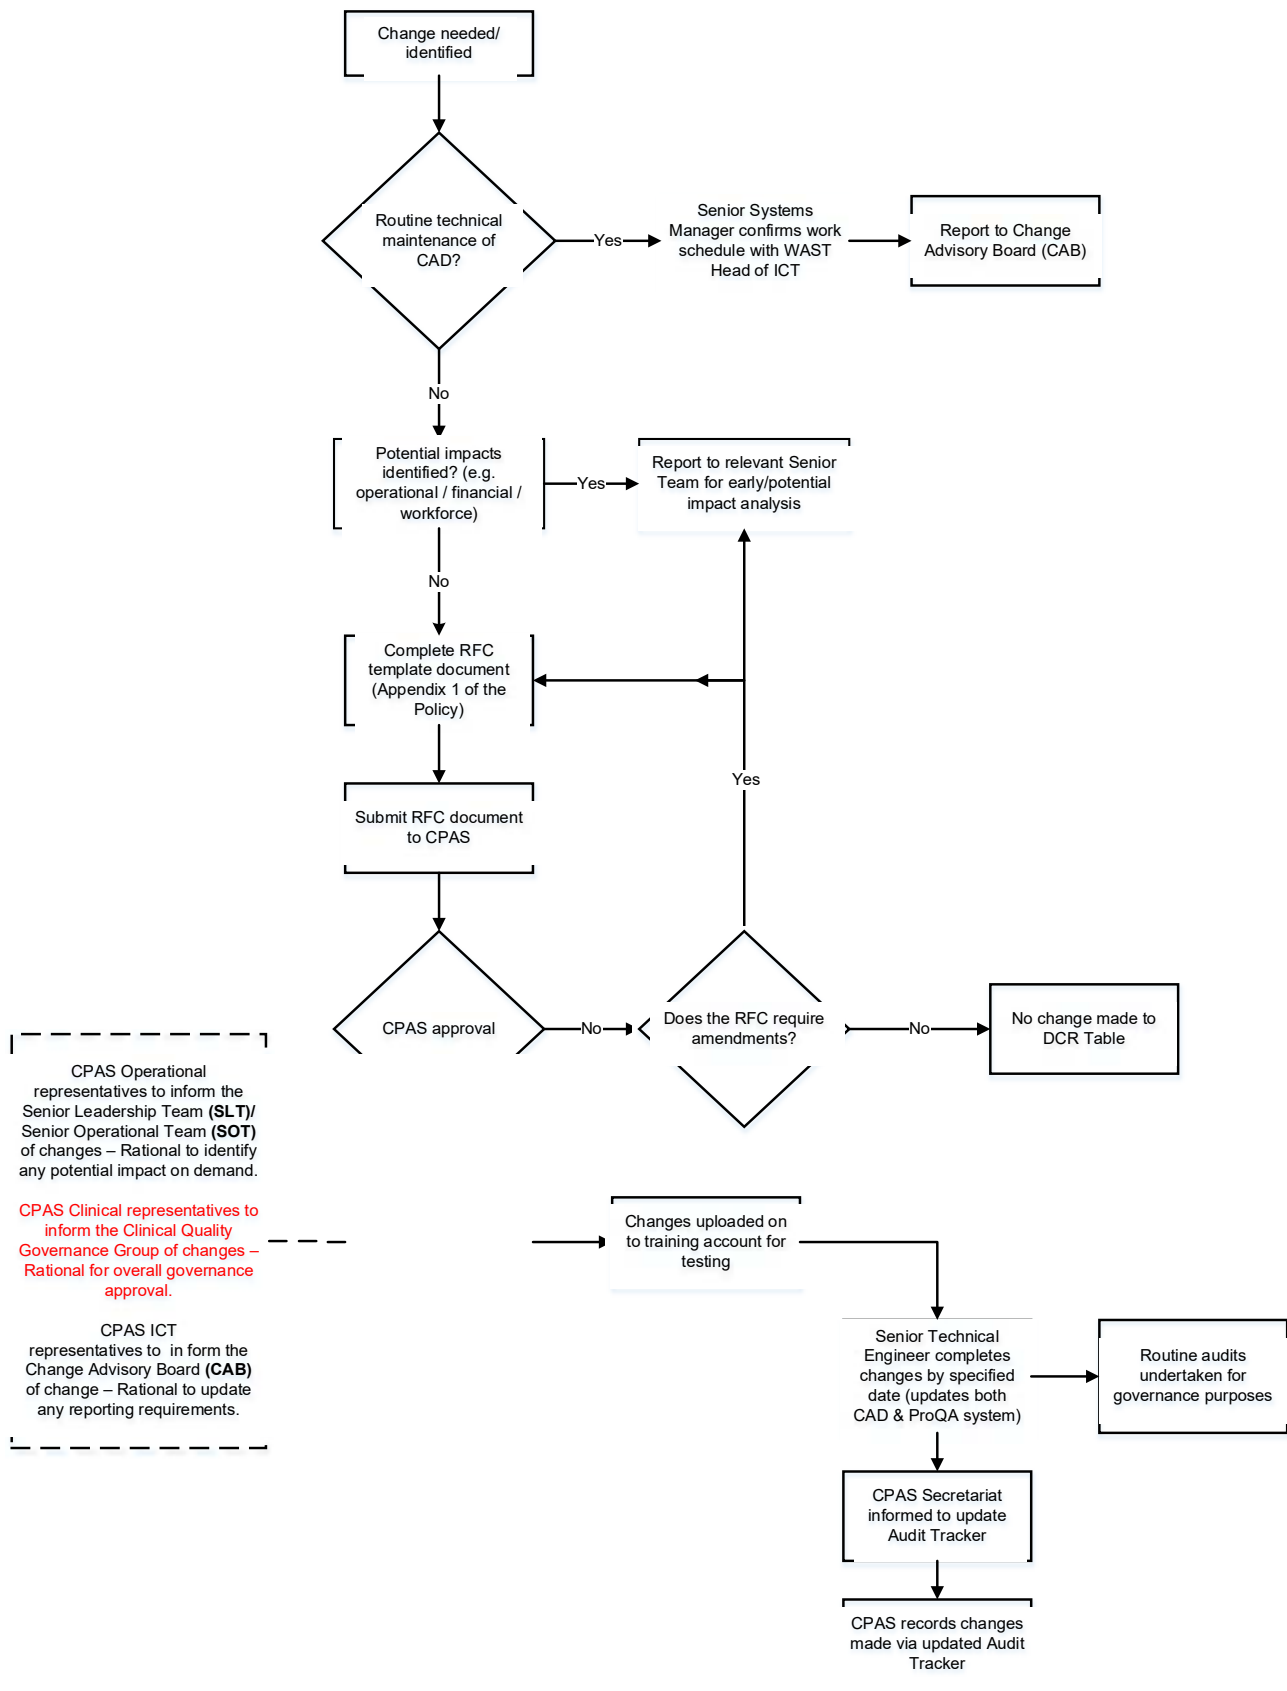 Change needed/
identified
Routine technical
maintenance of
CAD?
Yes
Senior Systems
Manager confirms work
schedule with WAST
Head of ICT
Report to Change
Advisory Board (CAB)
No
Potential impacts
identified? (e.g.
operational / financial /
workforce)
Yes
Report to relevant Senior
Team for early/potential
impact analysis
No
Complete RFC
template document
(Appendix 1 of the
Policy)
Yes
Submit RFC document
to CPAS
CPAS approval
No
Does the RFC require
amendments?
No
No change made to
DCR Table
CPAS Operational
representatives to inform the
Senior Leadership Team (SLT)/
Senior Operational Team (SOT)
of changes – Rational to identify
any potential impact on demand.
CPAS Clinical representatives to
inform the Clinical Quality
Governance Group of changes –
Rational for overall governance
approval.
CPAS ICT
representatives to  in form the
Change Advisory Board (CAB)
of change – Rational to update
any reporting requirements.
Changes uploaded on
to training account for
testing
Senior Technical
Engineer completes
changes by specified
date (updates both
CAD & ProQA system)
Routine audits
undertaken for
governance purposes
CPAS Secretariat
informed to update
Audit Tracker
CPAS records changes
made via updated Audit
Tracker